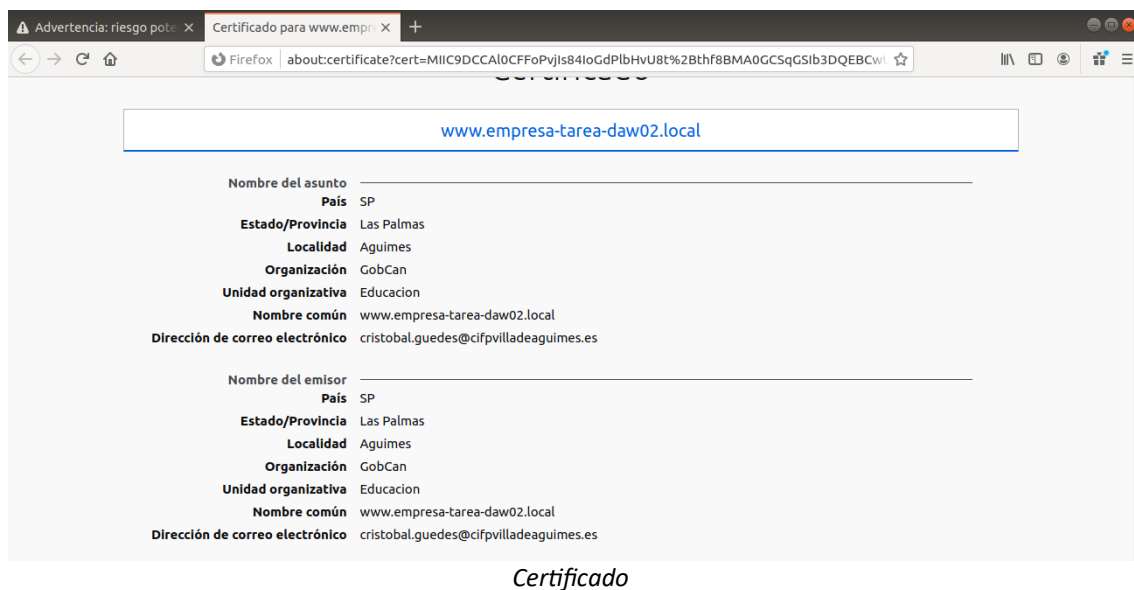 Advertencia: riesgo pote
Certificado para www.empr
Firefox about:certificate?cert=MIIC9DCCAl0CFFoPvjIs84IoGdPlbHvU8t%2Bthf8BMA0GCSqGSIb3DQEBCwU
Certificado
www.empresa-tarea-daw02.local
Nombre del asunto
País SP
Estado/Provincia Las Palmas
Localidad Aguimes
Organización GobCan
Unidad organizativa Educacion
Nombre común www.empresa-tarea-daw02.local
Dirección de correo electrónico cristobal.guedes@cifpvilladeaguimes.es
Nombre del emisor
País SP
Estado/Provincia Las Palmas
Localidad Aguimes
Organización GobCan
Unidad organizativa Educacion
Nombre común www.empresa-tarea-daw02.local
Dirección de correo electrónico cristobal.guedes@cifpvilladeaguimes.es
Certificado